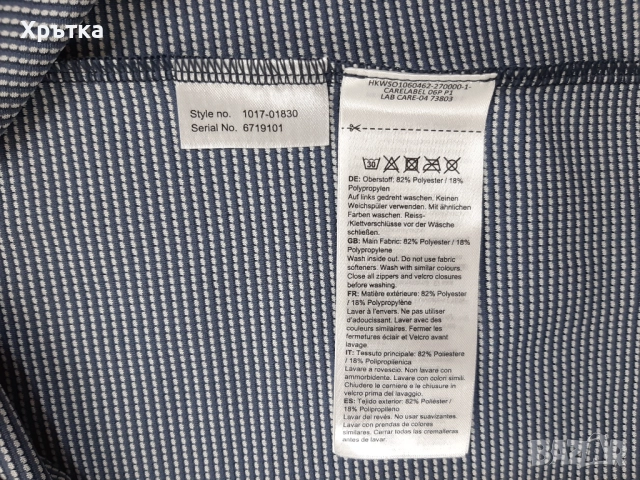 Хрътка
Style no. 1017-01830
Serial No. 6719101
HKWSO1060462-270000-1-
CARELABEL 06P P1
LAB CARE-04 73803
30
DE: Oberstoff: 82% Polyester / 18%
Polypropylen
Auf links gedreht waschen. Keinen
Weichspüler verwenden. Mit ähnlichen
Farben waschen. Reiss-
/Klettverschlüsse vor der Wäsche
schließen.
GB: Main Fabric: 82% Polyester / 18%
Polypropylene
Wash inside out. Do not use fabric
softeners. Wash with similar colours.
Close all zippers and velcro closures
before washing.
FR: Matière extérieure: 82% Polyester
/ 18% Polypropylène
Laver à l'envers. Ne pas utiliser
d'adoucissant. Laver avec des
couleurs similaires. Fermer les
fermetures éclair et Velcro avant
lavage
IT: Tessuto principale: 82% Poliestera
/ 18% Polipropilenica
Lavare a rovescio. Non lavare con
ammorbidente. Lavare con colori simili.
Chiudere le cerniere e le chiusure in
velcro prima del lavaggio.
ES: Tejido exterior: 82% Poliéster /
18% Polipropileno
Lavar del revés. No usar suavizantes.
Lavar con prendas de colores
similares. Cerrar todas las cremalleras
antes de lavar.
BAZAR